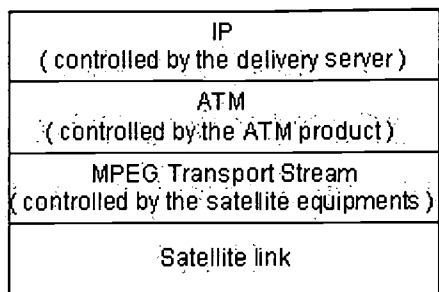 IP
( controlled by the delivery server )
ATM
( controlled by the ATM product )
MPEG Transport Stream
( controlled by the satellite equipments )
Satellite link